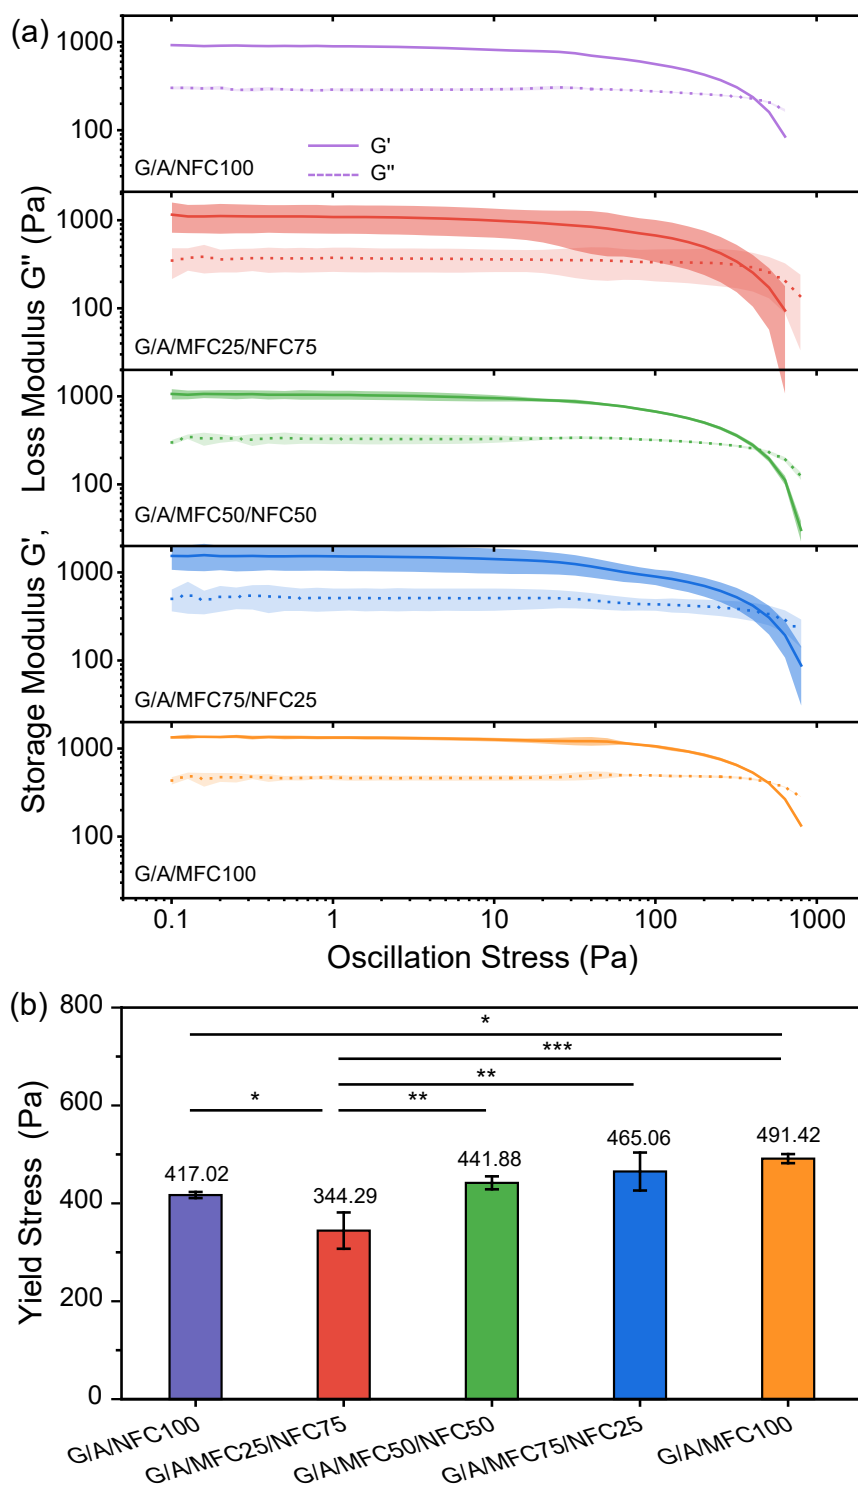 (a)
Storage Modulus G', Loss Modulus G'' (Pa)
1000
100
G/A/NFC100
G'
G''
1000
100
G/A/MFC25/NFC75
1000
100
G/A/MFC50/NFC50
1000
100
G/A/MFC75/NFC25
1000
100
G/A/MFC100
0.1 1 10 100 1000
Oscillation Stress (Pa)
(b)
Yield Stress (Pa)
800
600
400
200
0
*
***
**
* **
417.02
344.29
441.88
465.06
491.42
G/A/NFC100
G/A/MFC25/NFC75
G/A/MFC50/NFC50
G/A/MFC75/NFC25
G/A/MFC100